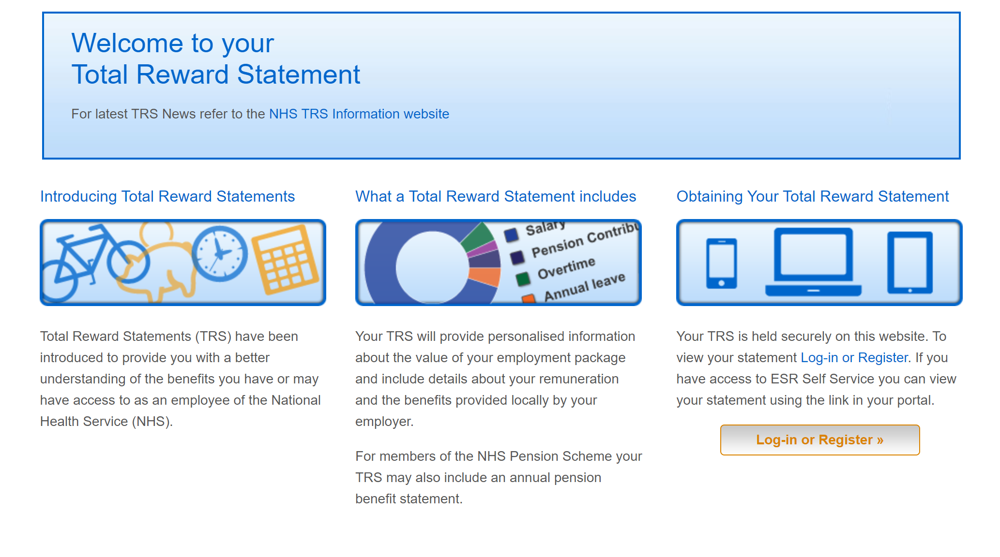 Welcome to your
Total Reward Statement
For latest TRS News refer to the NHS TRS Information website
Introducing Total Reward Statements
Total Reward Statements (TRS) have been
introduced to provide you with a better
understanding of the benefits you have or may
have access to as an employee of the National
Health Service (NHS).
What a Total Reward Statement includes
Salary
Pension Contribu
Overtime
Annual leave
Your TRS will provide personalised information
about the value of your employment package
and include details about your remuneration
and the benefits provided locally by your
employer.
For members of the NHS Pension Scheme your
TRS may also include an annual pension
benefit statement.
Obtaining Your Total Reward Statement
Your TRS is held securely on this website. To
view your statement Log-in or Register. If you
have access to ESR Self Service you can view
your statement using the link in your portal.
Log-in or Register »